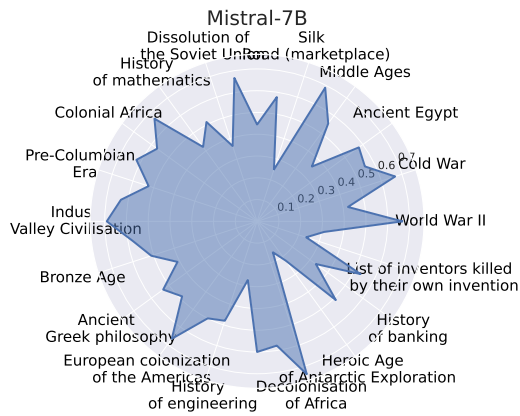 Mistral-7B
Dissolution of
the Soviet Union
Silk
Road (marketplace)
History
of mathematics
Middle Ages
Colonial Africa
Ancient Egypt
Pre-Columbian
Era
Cold War
0.1 0.2 0.3 0.4 0.5 0.6 0.7
Indus
Valley Civilisation
World War II
Bronze Age
List of inventors killed
by their own invention
Ancient
Greek philosophy
History
of banking
European colonization
of the Americas
Heroic Age
of Antarctic Exploration
History
of engineering
Decolonisation
of Africa